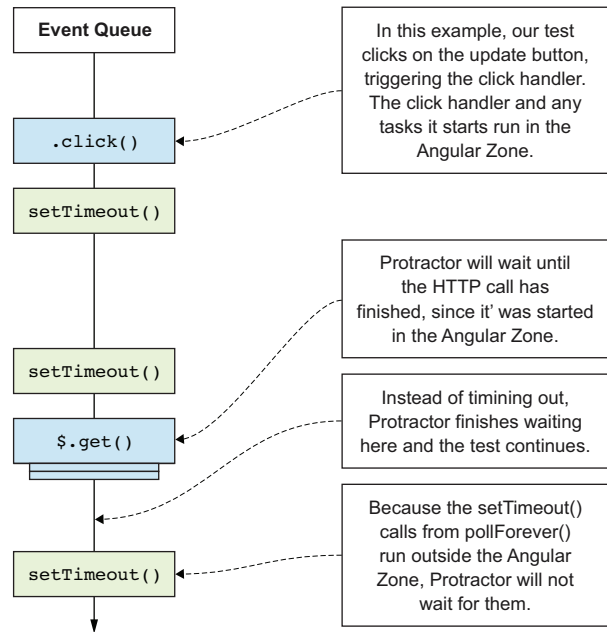 Event Queue
In this example, our test
clicks on the update button,
triggering the click handler.
The click handler and any
tasks it starts run in the
Angular Zone.
.click()
setTimeout()
Protractor will wait until
the HTTP call has
finished, since it' was started
in the Angular Zone.
setTimeout()
Instead of timining out,
Protractor finishes waiting
here and the test continues.
$.get()
Because the setTimeout()
calls from pollForever()
run outside the Angular
Zone, Protractor will not
wait for them.
setTimeout()